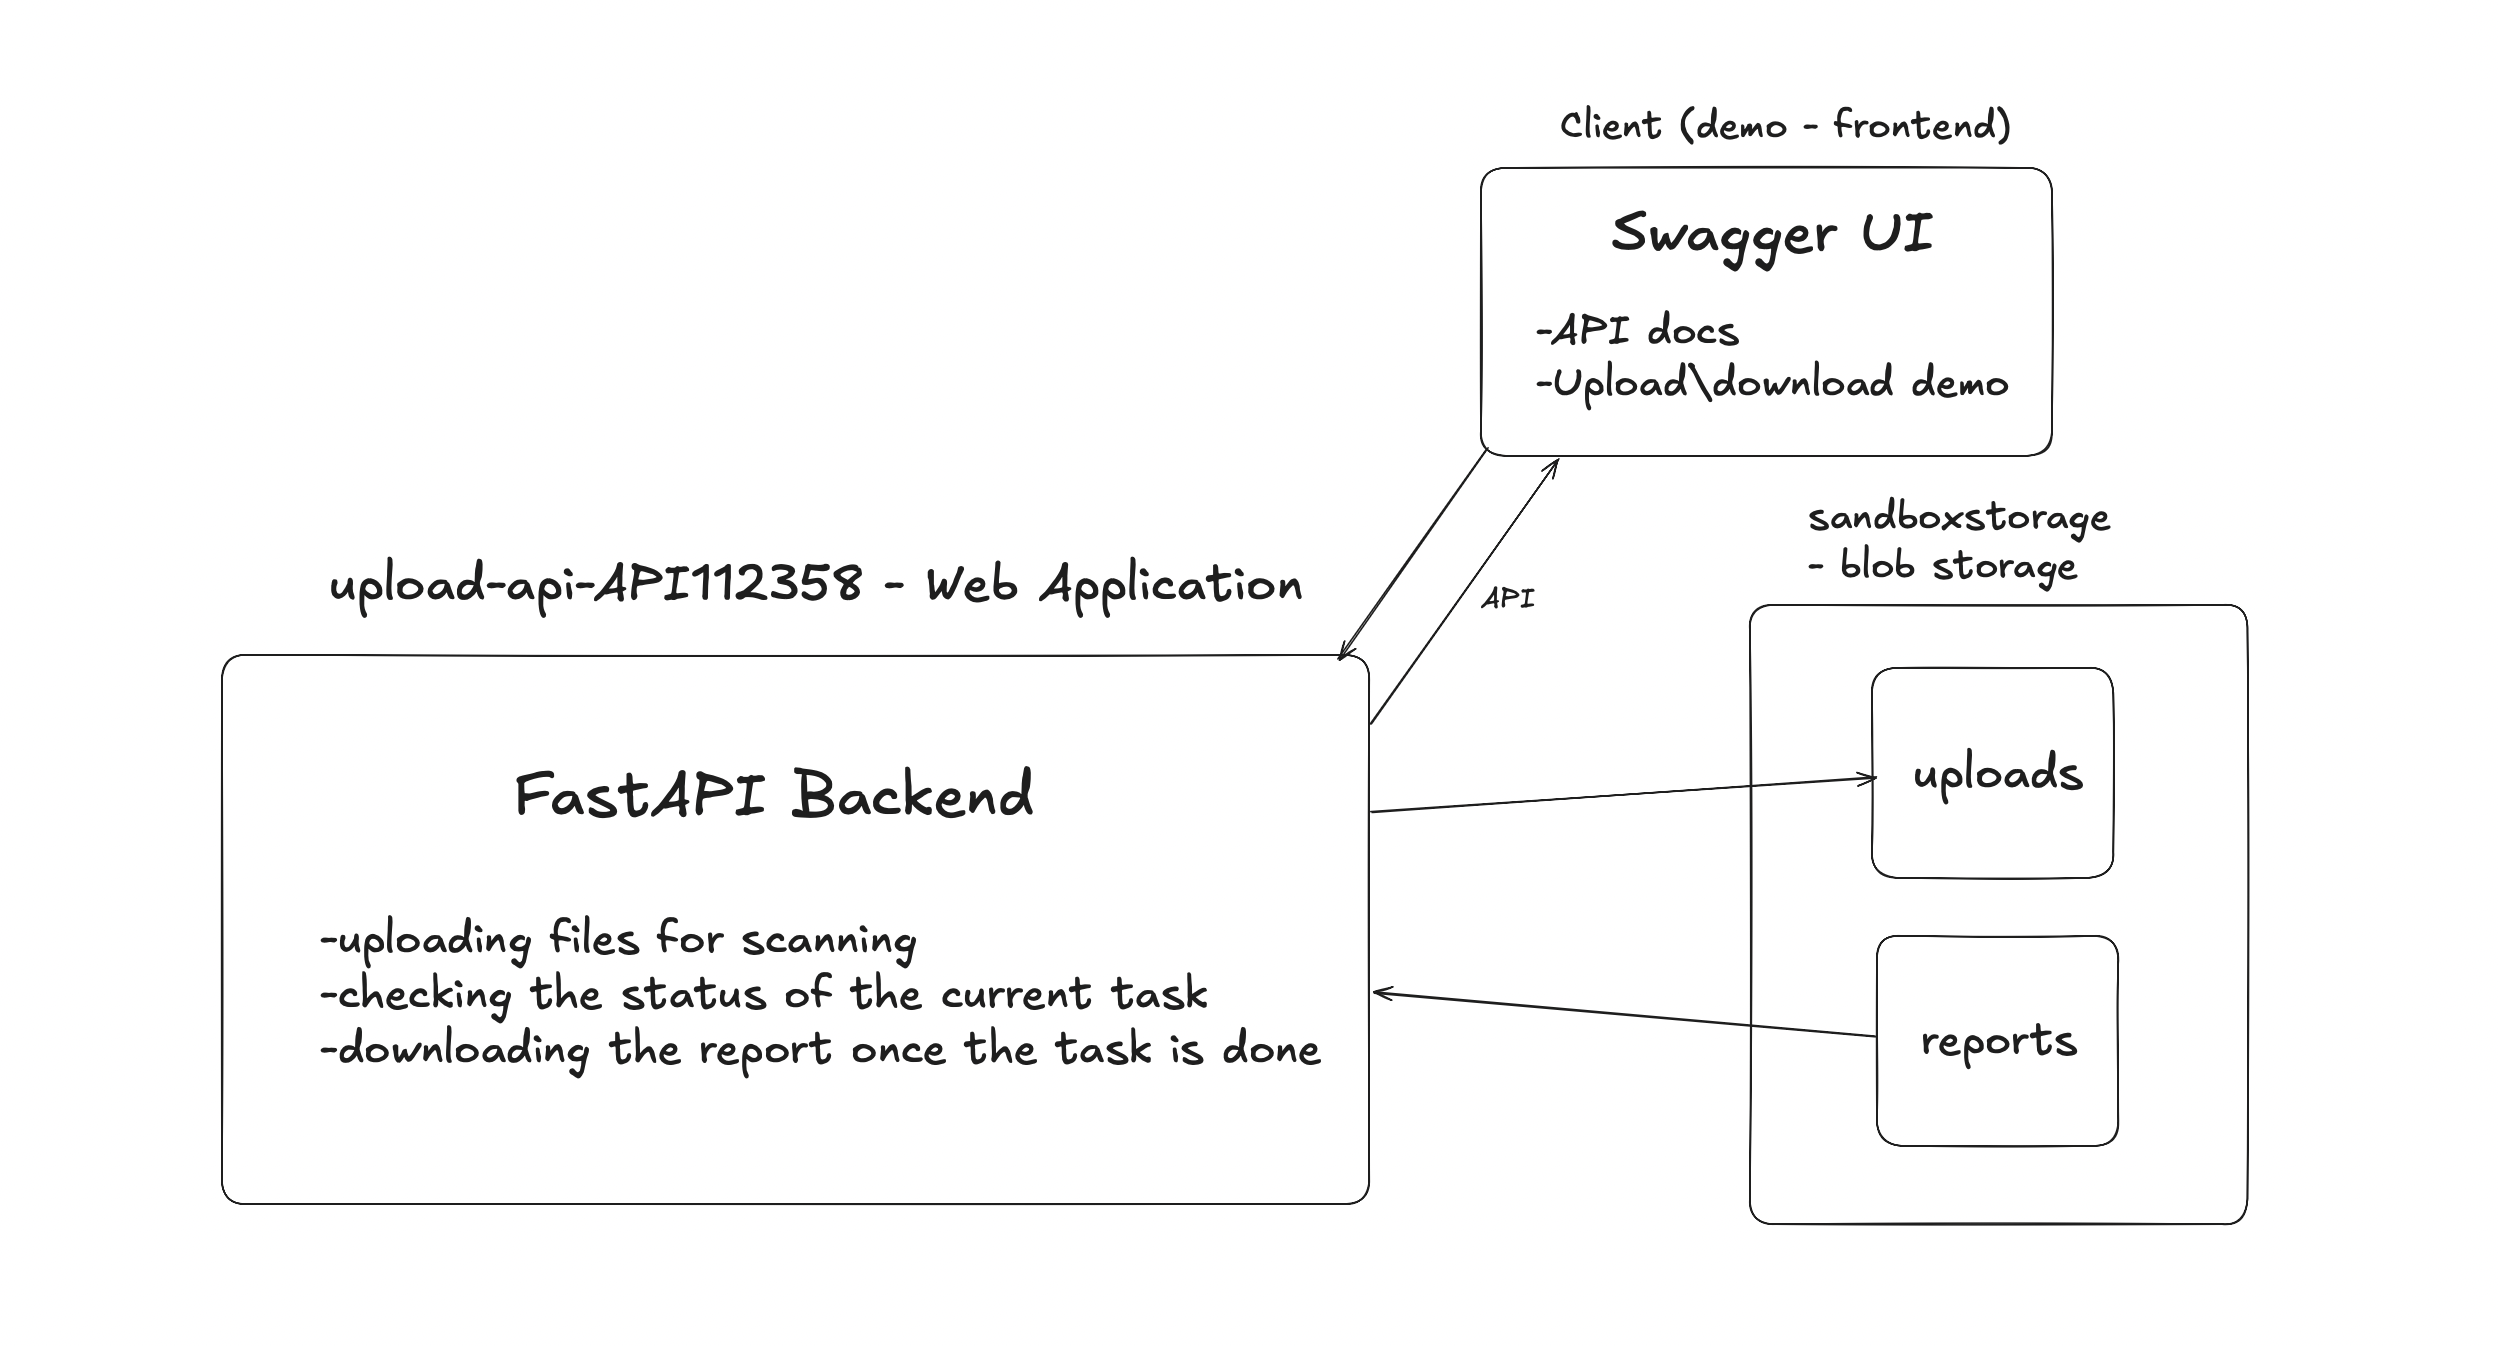 Client (demo - frontend)
Swagger UI
-API docs
-Upload\download demo
upload-api-API112358 - Web Application
API
sandboxstorage
- blob storage
FastAPI Backend
-uploading files for scanning
-checking the status of the current task
-downloading the report once the task is done
uploads
reports